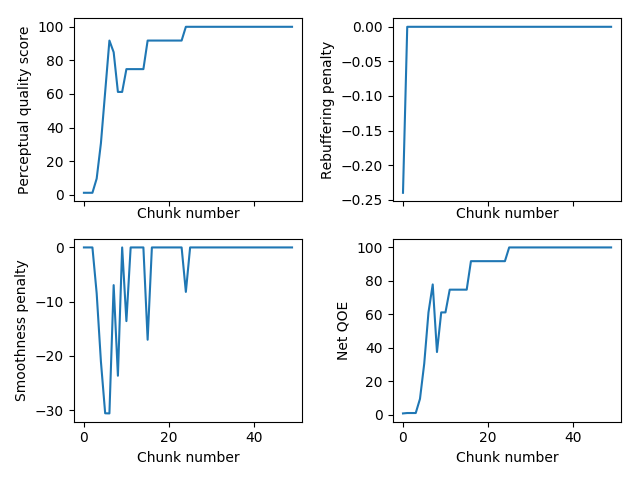 Perceptual quality score
100
80
60
40
20
0
Chunk number
Rebuffering penalty
0.00
−0.05
−0.10
−0.15
−0.20
−0.25
Chunk number
Smoothness penalty
0
−10
−20
−30
0 20 40
Chunk number
Net QOE
100
80
60
40
20
0
0 20 40
Chunk number